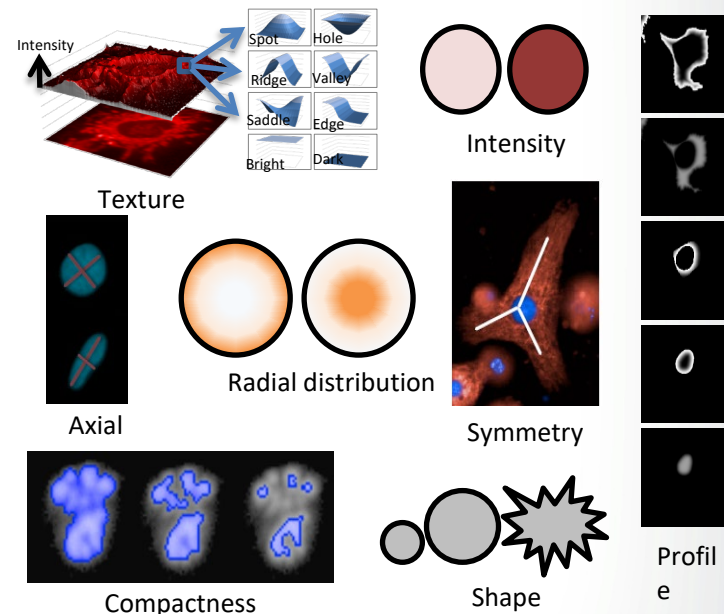 Intensity
Spot
Hole
Ridge
Valley
Saddle
Edge
Bright
Dark
Texture
Intensity
Axial
Radial distribution
Symmetry
Compactness
Shape
Profil
e